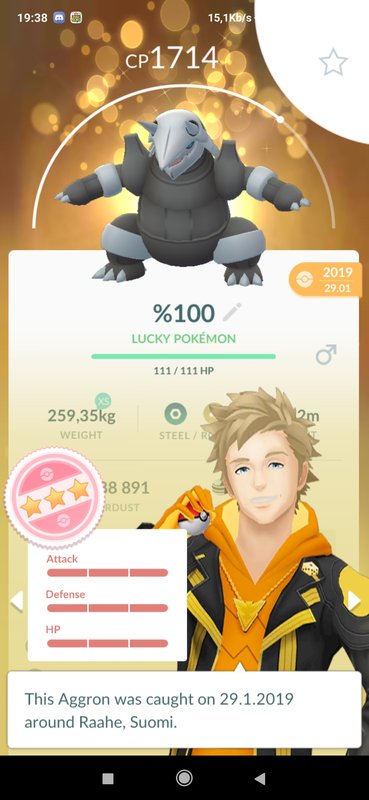 19:38
15,1Kb/s
CP1714
2019
29.01
%100
LUCKY POKÉMON
111 / 111 HP
XS
259,35kg
WEIGHT
STEEL / R
2m
T
38 891
RDUST
Attack
Defense
HP
This Aggron was caught on 29.1.2019
around Raahe, Suomi.